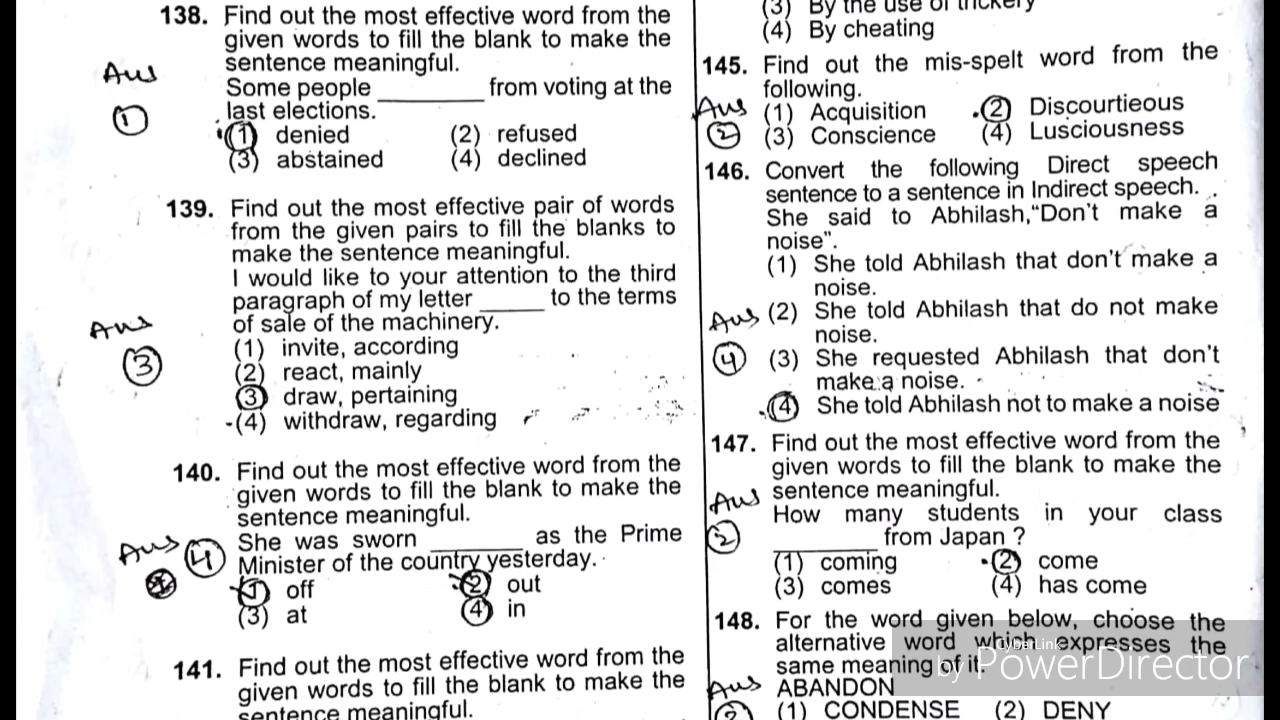 138. Find out the most effective word from the
given words to fill the blank to make the
sentence meaningful.
Ans
Some people ________ from voting at the
last elections.
1
(1) denied (2) refused
(3) abstained (4) declined
139. Find out the most effective pair of words
from the given pairs to fill the blanks to
make the sentence meaningful.
I would like to your attention to the third
paragraph of my letter _____ to the terms
of sale of the machinery.
Ans
3
(1) invite, according
(2) react, mainly
(3) draw, pertaining
(4) withdraw, regarding
140. Find out the most effective word from the
given words to fill the blank to make the
sentence meaningful.
Ans
4
She was sworn ________ as the Prime
Minister of the country yesterday.
(1) off (2) out
(3) at (4) in
141. Find out the most effective word from the
given words to fill the blank to make the
sentence meaningful.
(3) By the use of trickery
(4) By cheating
145. Find out the mis-spelt word from the
following.
Ans
2
(1) Acquisition (2) Discourtieous
(3) Conscience (4) Lusciousness
146. Convert the following Direct speech
sentence to a sentence in Indirect speech.
She said to Abhilash,“Don't make a
noise”.
(1) She told Abhilash that don't make a
noise.
Ans
4
(2) She told Abhilash that do not make
noise.
(3) She requested Abhilash that don't
make a noise.
(4) She told Abhilash not to make a noise
147. Find out the most effective word from the
given words to fill the blank to make the
sentence meaningful.
Ans
2
How many students in your class
________ from Japan ?
(1) coming (2) come
(3) comes (4) has come
148. For the word given below, choose the
alternative word which expresses the
same meaning of it.
Ans
ABANDON
(1) CONDENSE (2) DENY
CyberLink
by PowerDirector